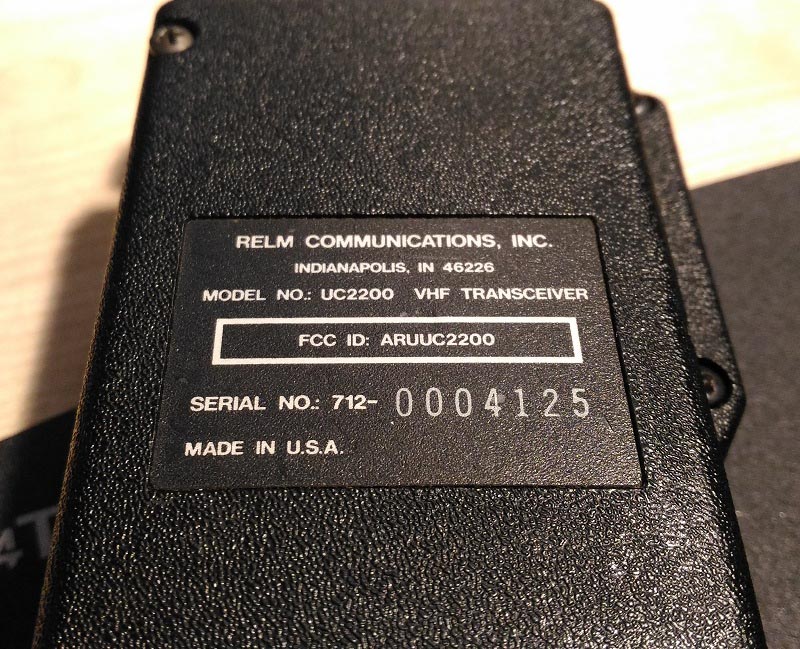 RELM COMMUNICATIONS, INC.
INDIANAPOLIS, IN 46226
MODEL NO.: UC2200 VHF TRANSCEIVER
FCC ID: ARUUC2200
SERIAL NO.: 712- 0004125
MADE IN U.S.A.
4T